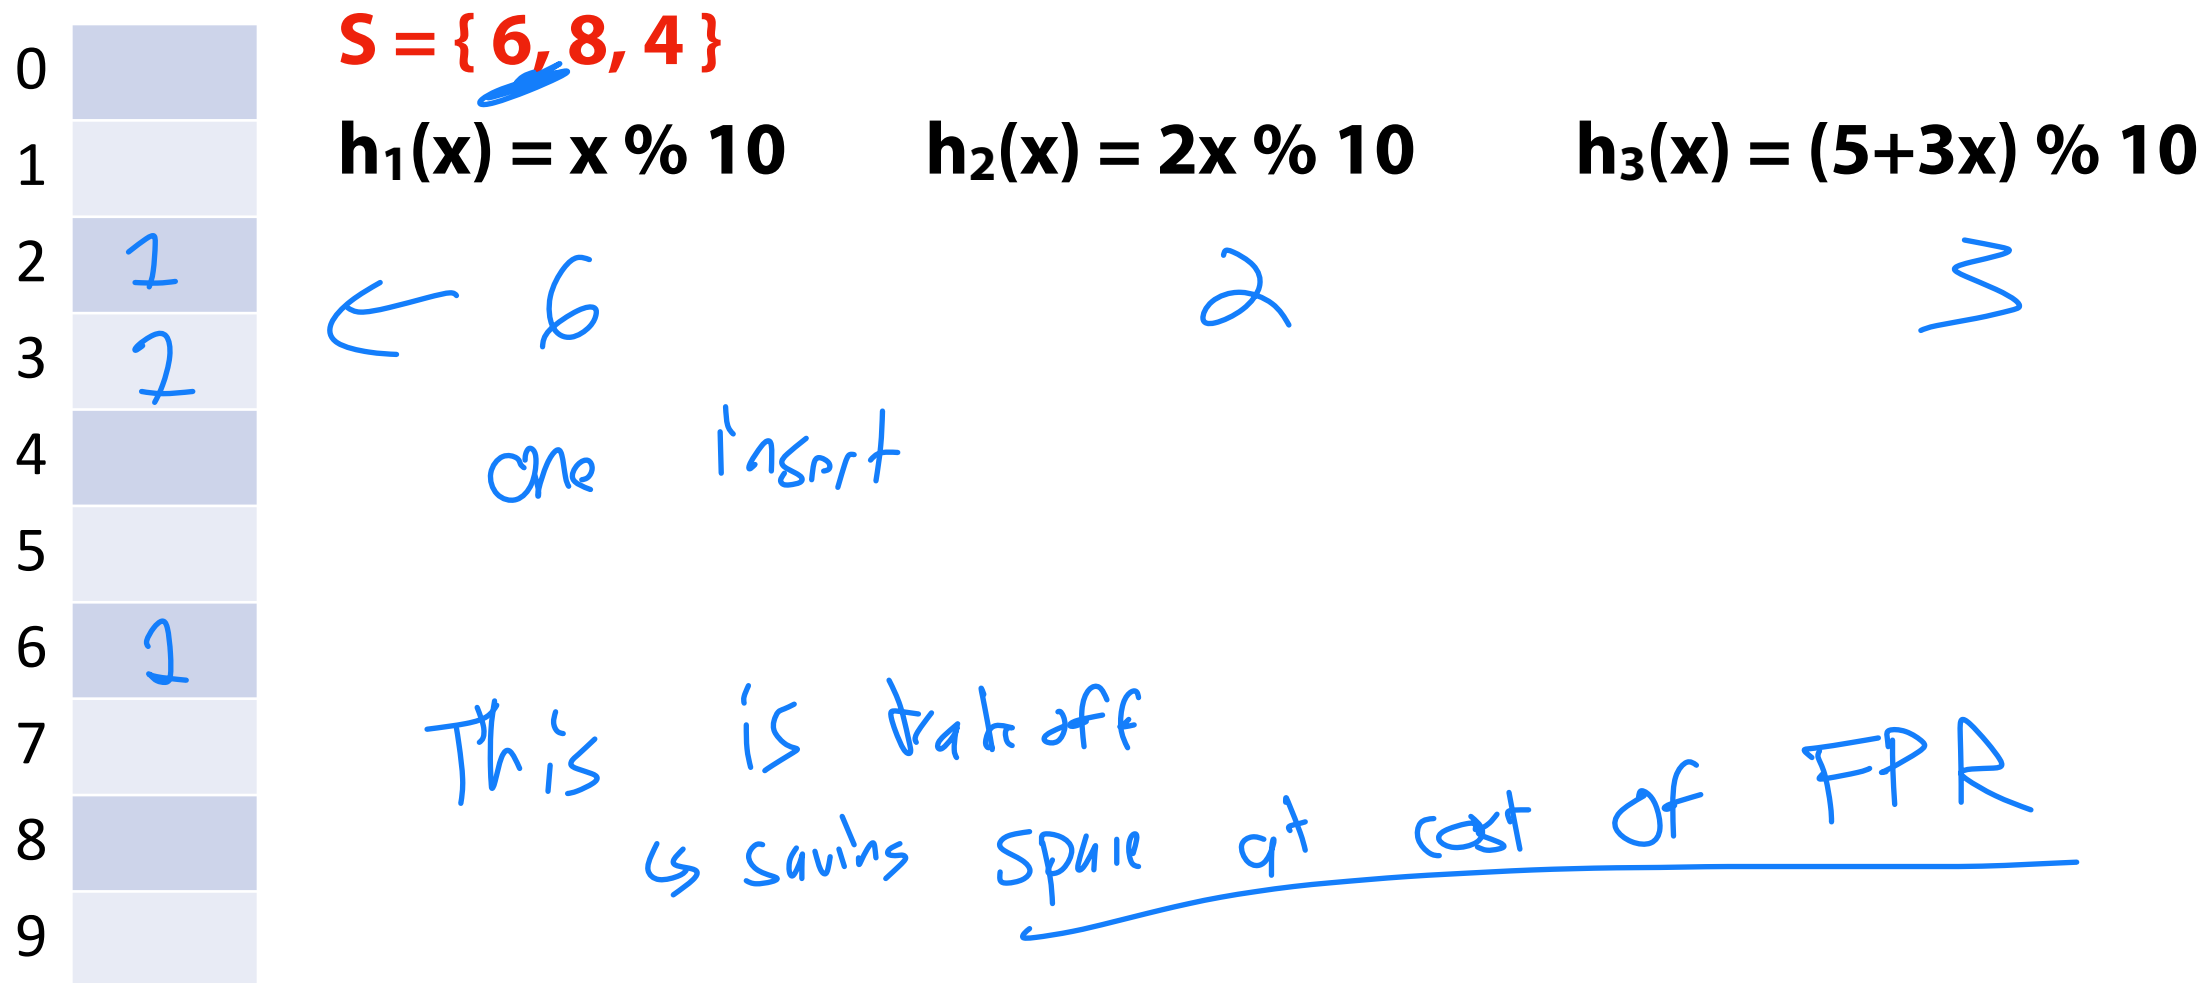 S = { 6, 8, 4 }
h₁(x) = x % 10 h₂(x) = 2x % 10 h₃(x) = (5+3x) % 10
0
1
2 1
6 2 3
3 1
one insert
4
5
6 1
This is tradeoff
7
↳ saving space at cost of FPR
8
9